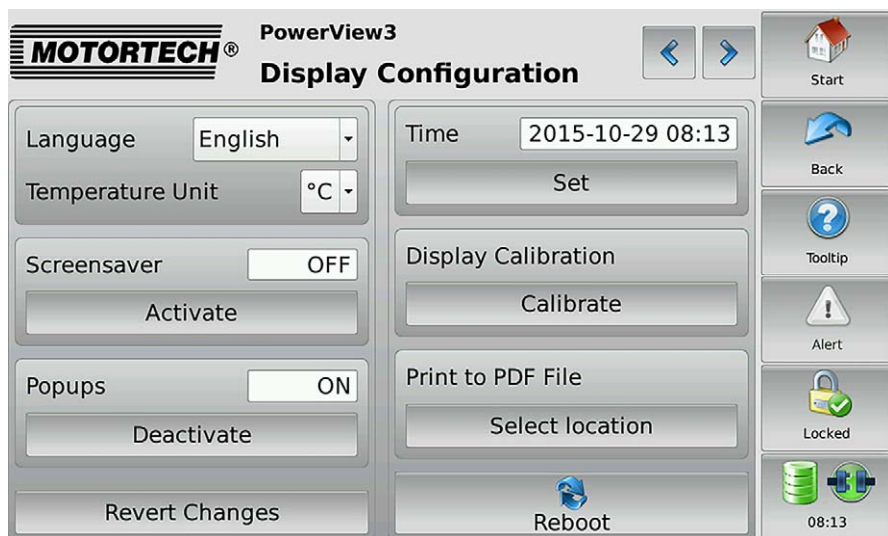 MOTORTECH®
PowerView3
Display Configuration
Start
Language English
Temperature Unit °C
Time 2015-10-29 08:13
Set
Back
Screensaver OFF
Activate
Display Calibration
Calibrate
Tooltip
Alert
Popups ON
Deactivate
Print to PDF File
Select location
Locked
Revert Changes
Reboot
08:13